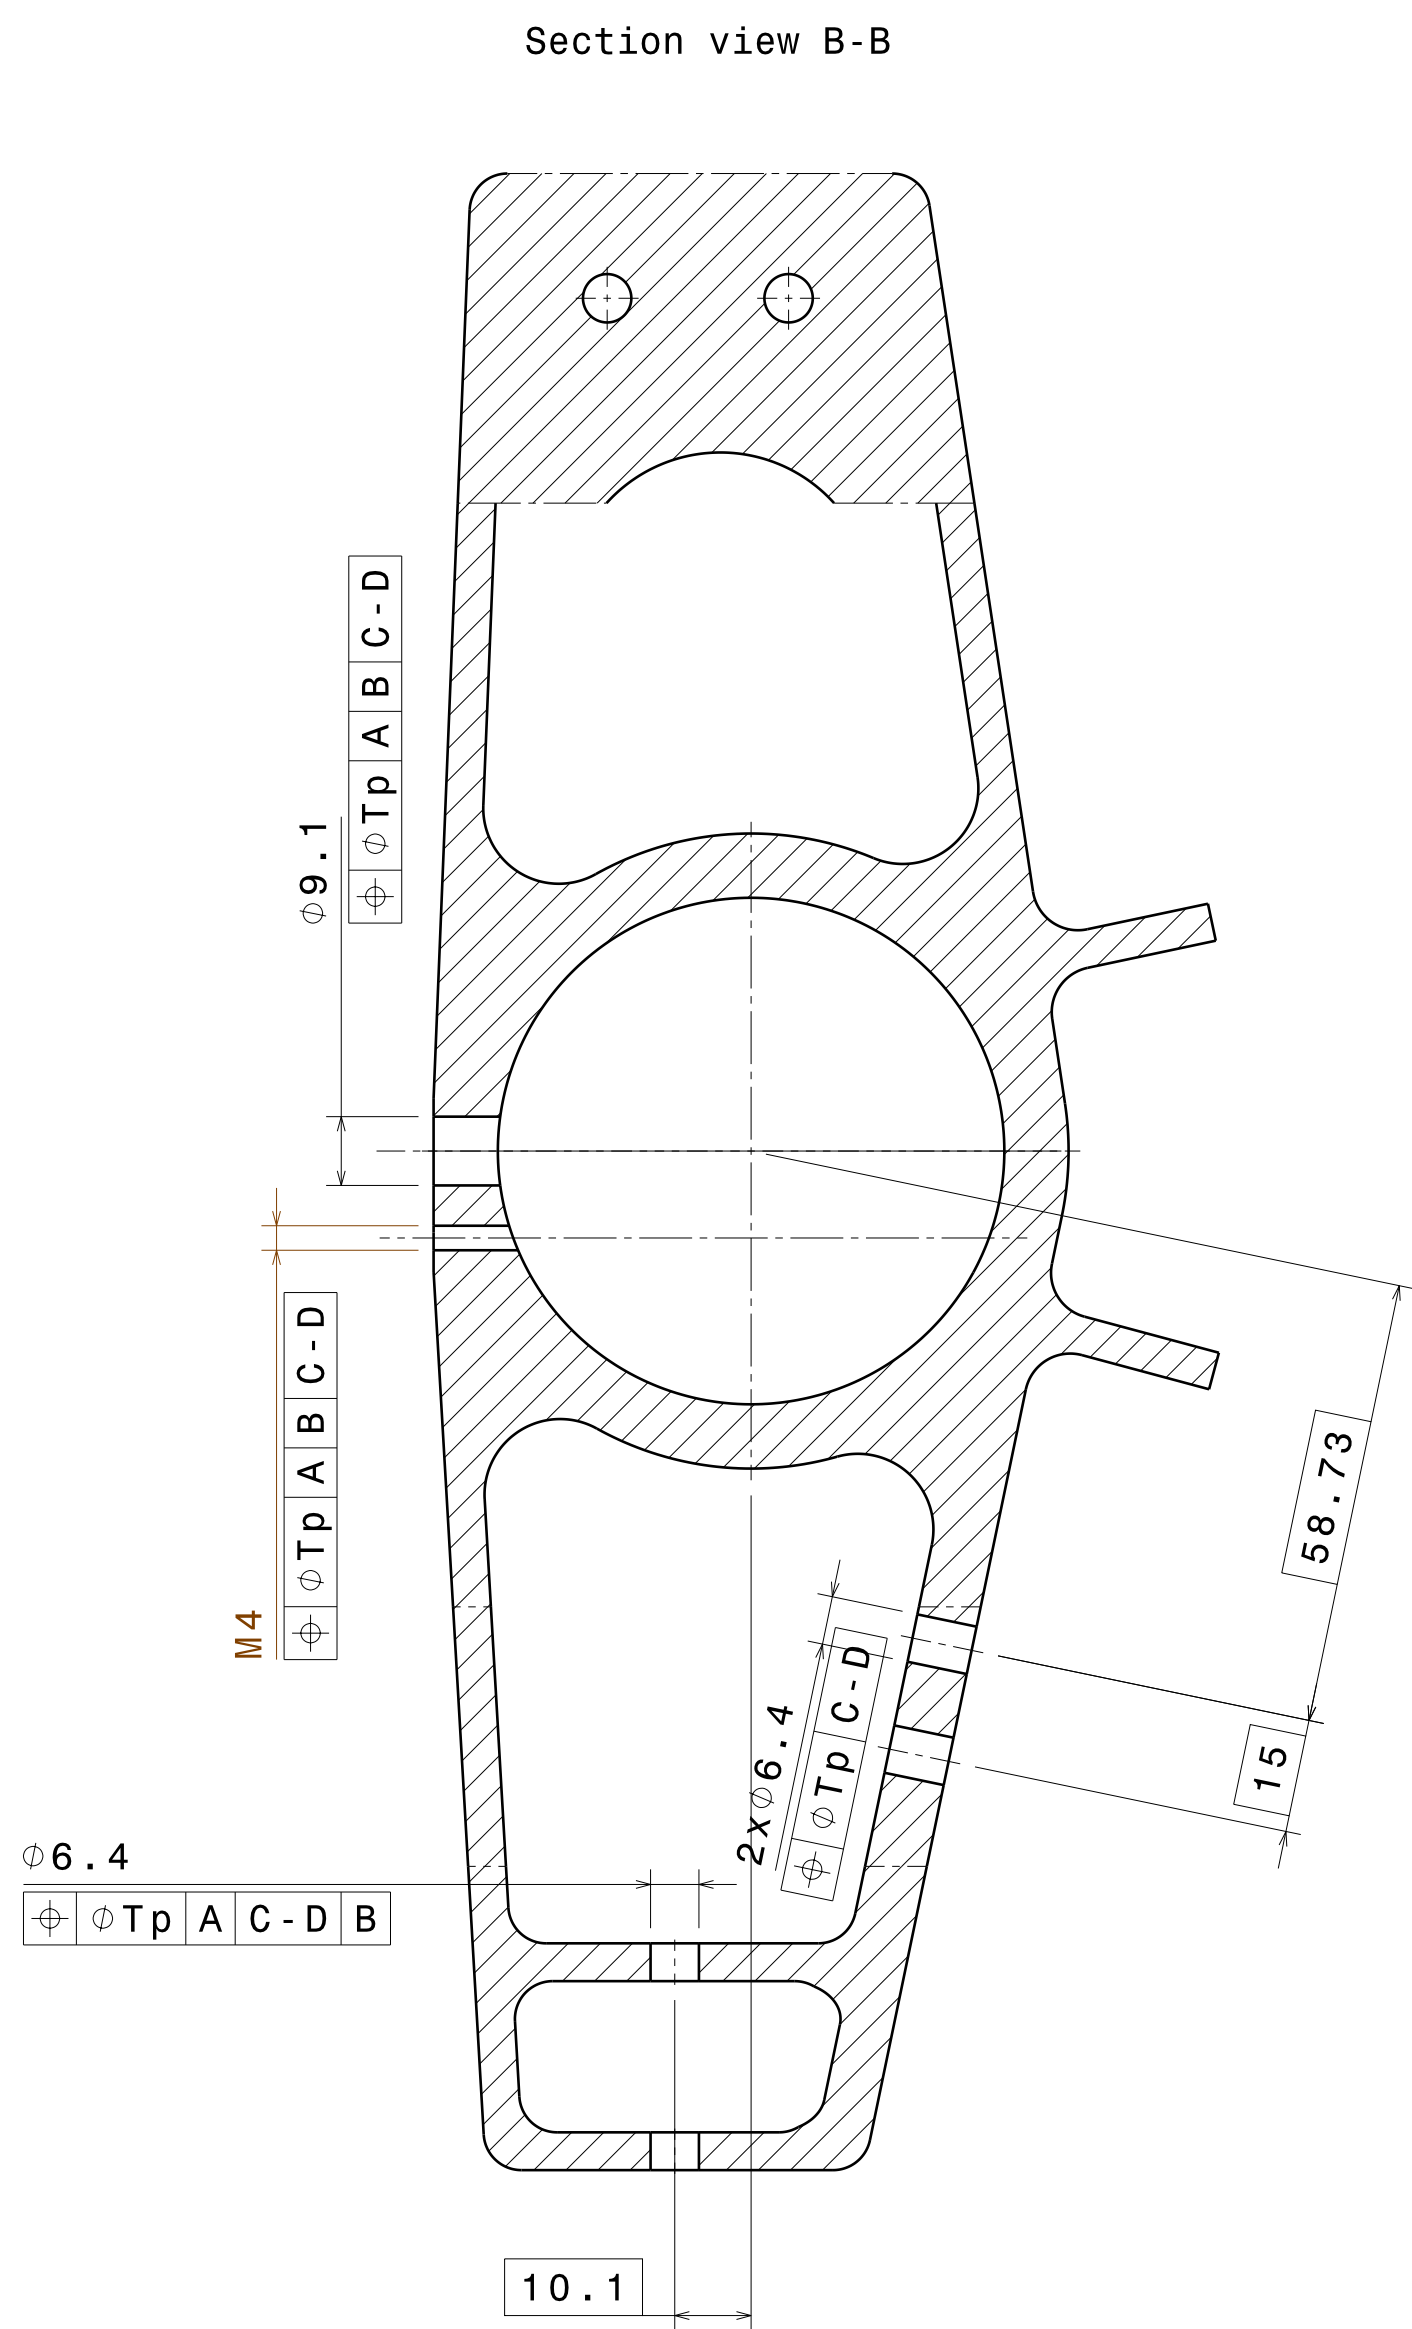 Section view B-B
⌖ ⌀Tp A B C-D
⌀9.1
⌖ ⌀Tp A B C-D
M4
58.73
15
2x⌀6.4
⌖ ⌀Tp C-D
⌀6.4
⌖ ⌀Tp A C-D B
10.1